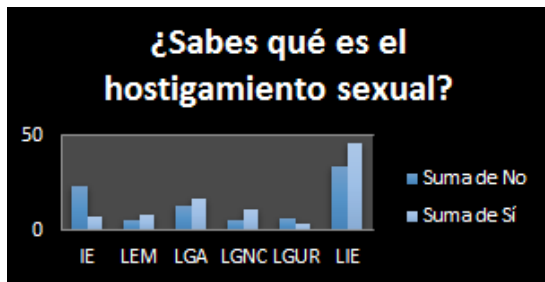 ¿Sabes qué es el
hostigamiento sexual?
50
0
IE LEM LGA LGNC LGUR LIE
Suma de No
Suma de Sí